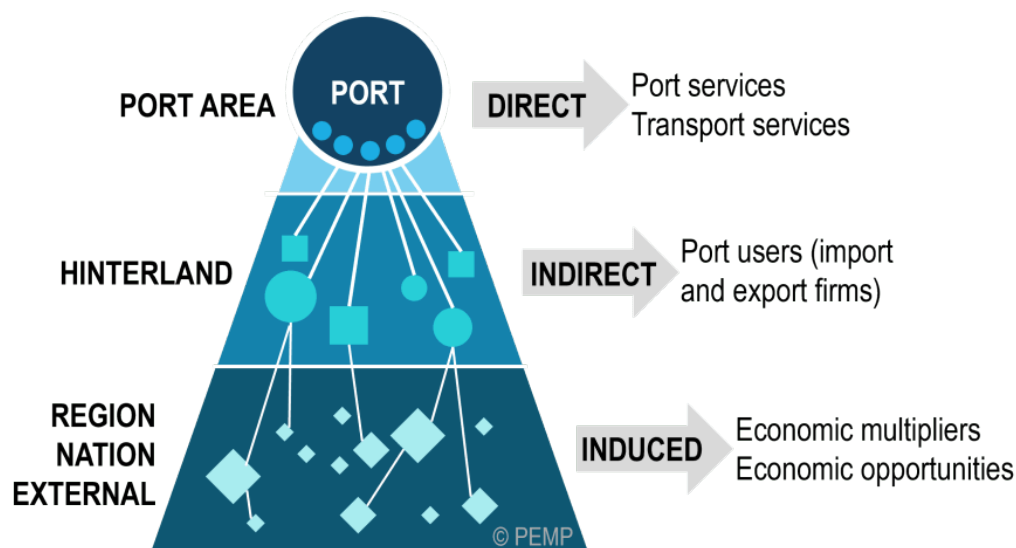 PORT AREA
PORT
DIRECT
Port services
Transport services
HINTERLAND
INDIRECT
Port users (import
and export firms)
REGION
NATION
EXTERNAL
INDUCED
Economic multipliers
Economic opportunities
© PEMP